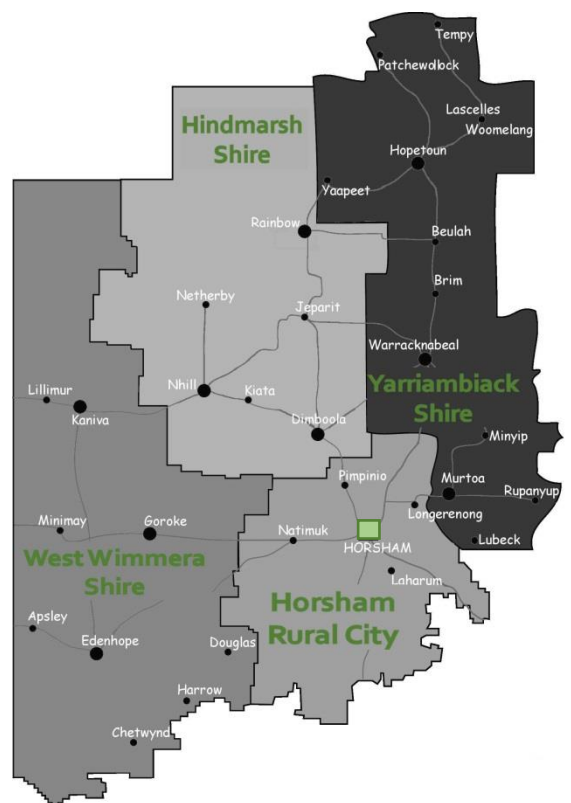 Tempy
Patchewollock
Lascelles
Woomelang
Hindmarsh
Shire
Hopetoun
Yaapeet
Rainbow
Beulah
Netherby
Brim
Jeparit
Warracknabeal
Yarriambiack
Shire
Lillimur
Kaniva
Nhill
Kiata
Dimboola
Minyip
Pimpinio
Murtoa
Rupanyup
Longerenong
Minimay
Goroke
Natimuk
HORSHAM
Lubeck
West Wimmera
Shire
Laharum
Horsham
Rural City
Apsley
Edenhope
Douglas
Harrow
Chetwynd